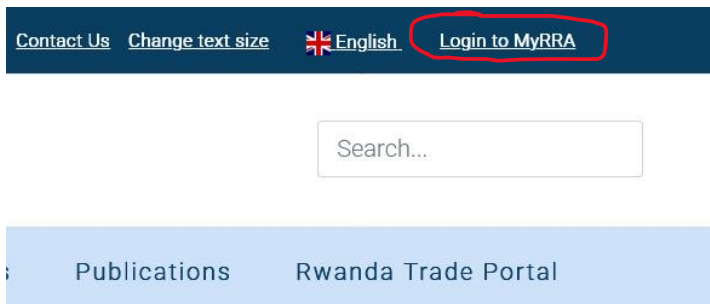 Contact Us Change text size English Login to MyRRA
Search...
s Publications Rwanda Trade Portal